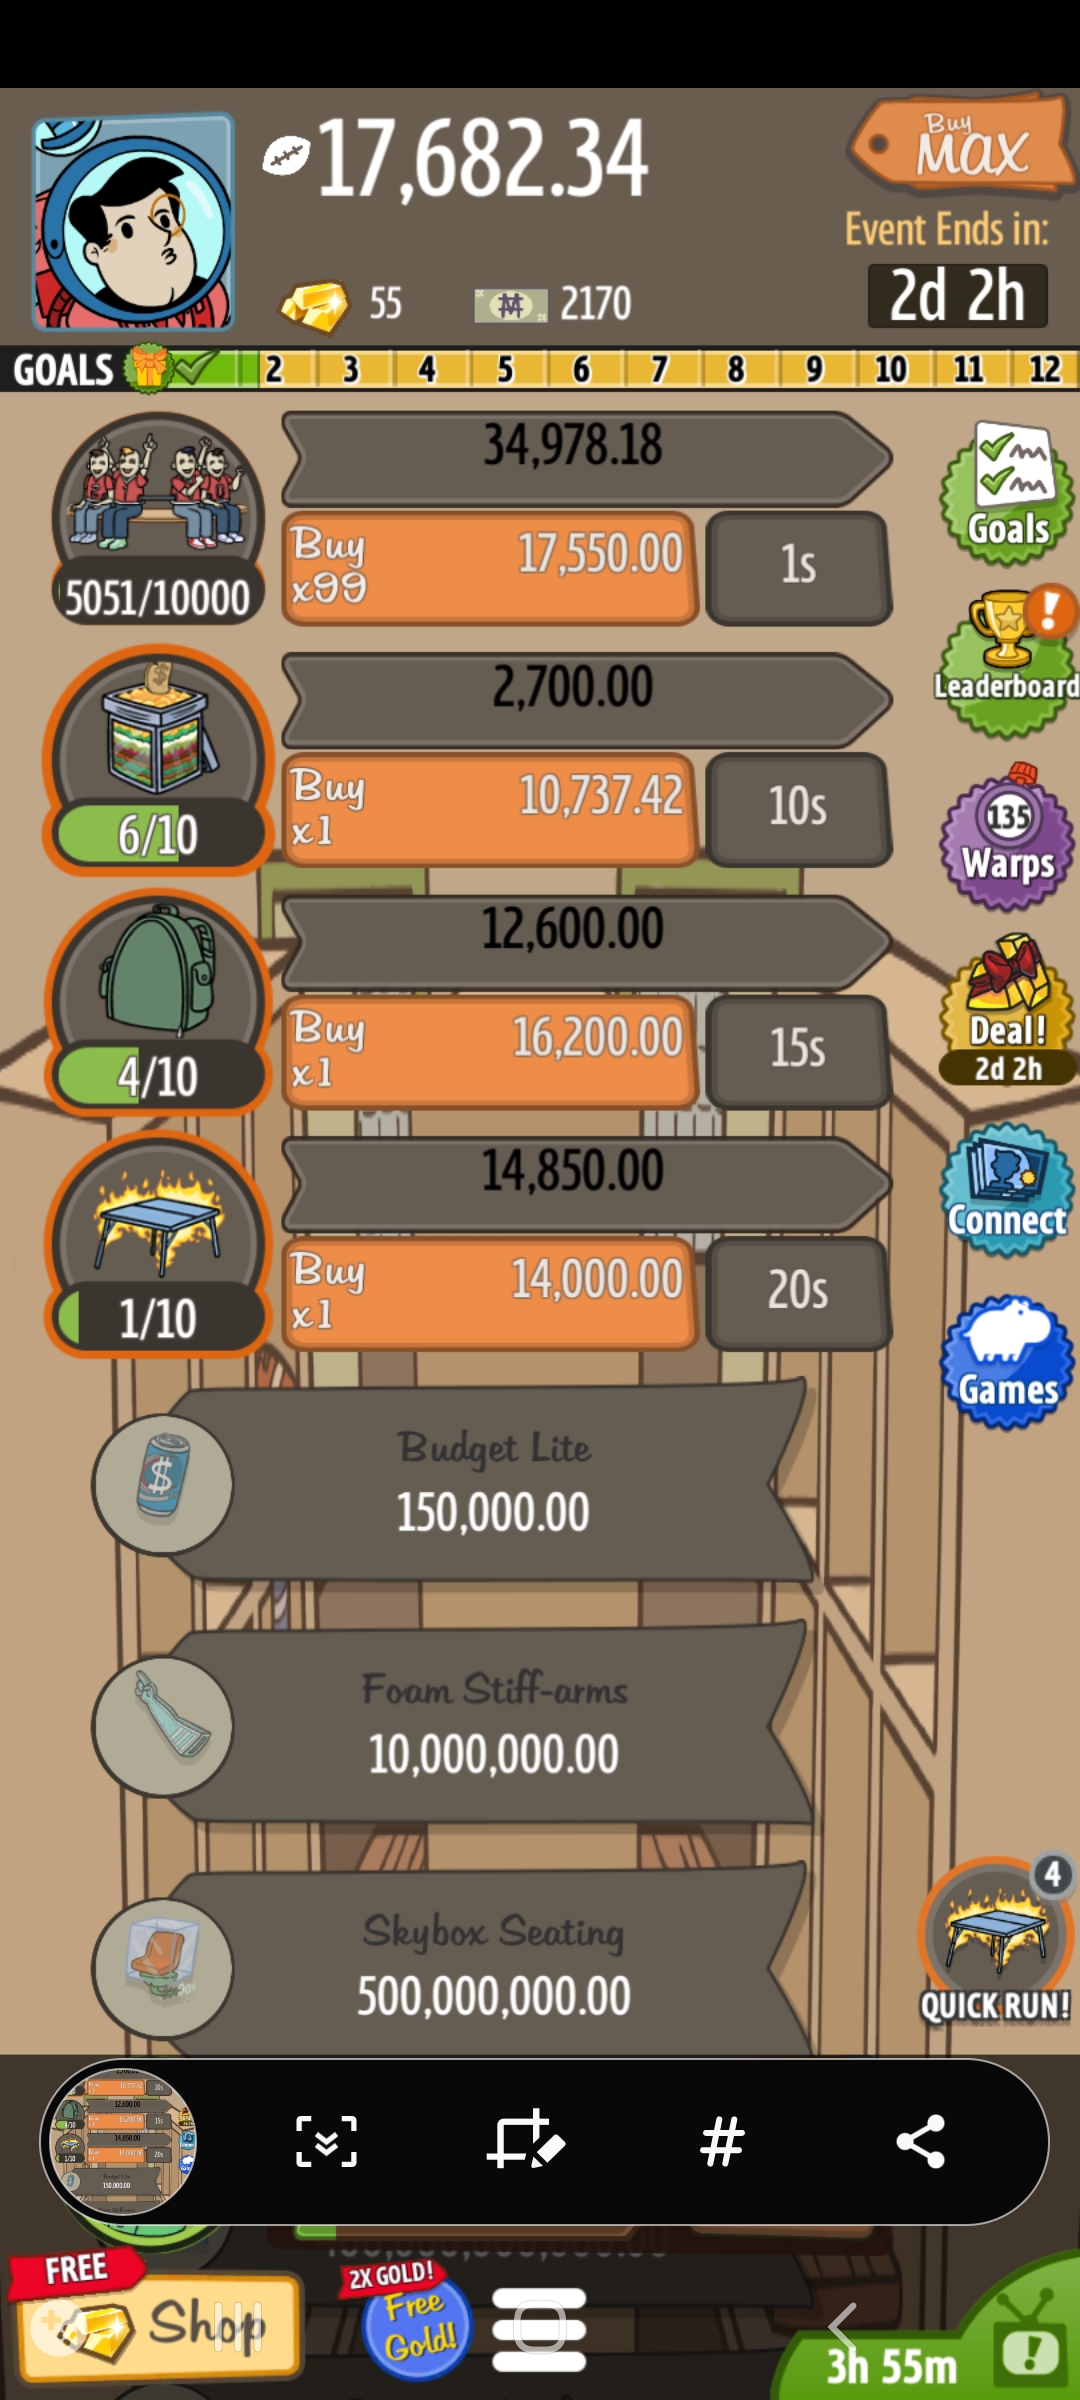 17,682.34
Buy
MAX
Event Ends in:
55
2170
2d 2h
GOALS
2 3 4 5 6 7 8 9 10 11 12
34,978.18
Buy
x99
17,550.00
1s
5051/10000
Goals
2,700.00
Leaderboard
Buy
x1
10,737.42
10s
6/10
135
Warps
12,600.00
Buy
x1
16,200.00
15s
4/10
Deal!
2d 2h
14,850.00
Buy
x1
14,000.00
20s
1/10
Connect
Games
Budget Lite
150,000.00
Foam Stiff-arms
10,000,000.00
Skybox Seating
500,000,000.00
4
QUICK RUN!
#
FREE
Shop
2X GOLD!
Free
Gold!
3h 55m